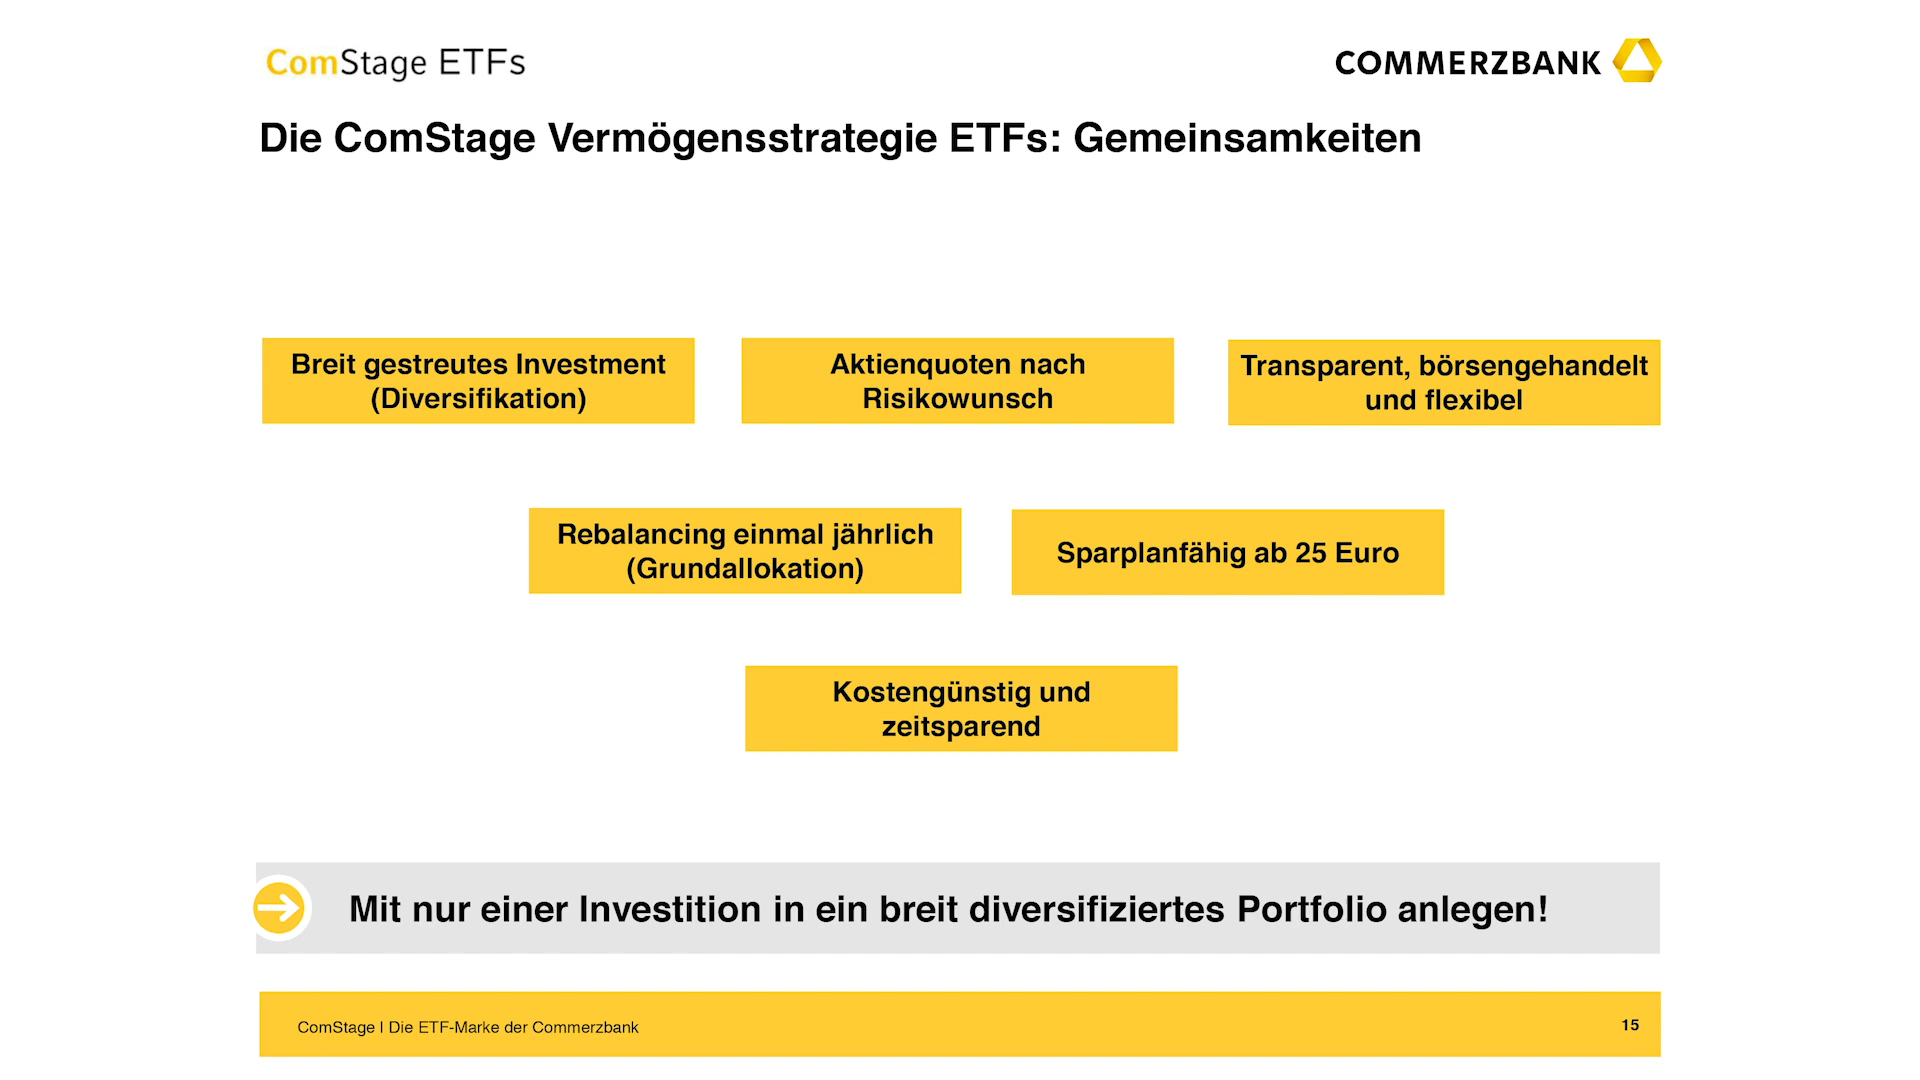 ComStage ETFs
COMMERZBANK
Die ComStage Vermögensstrategie ETFs: Gemeinsamkeiten
Breit gestreutes Investment
(Diversifikation)
Aktienquoten nach
Risikowunsch
Transparent, börsengehandelt
und flexibel
Rebalancing einmal jährlich
(Grundallokation)
Sparplanfähig ab 25 Euro
Kostengünstig und
zeitsparend
Mit nur einer Investition in ein breit diversifiziertes Portfolio anlegen!
ComStage I Die ETF-Marke der Commerzbank
15